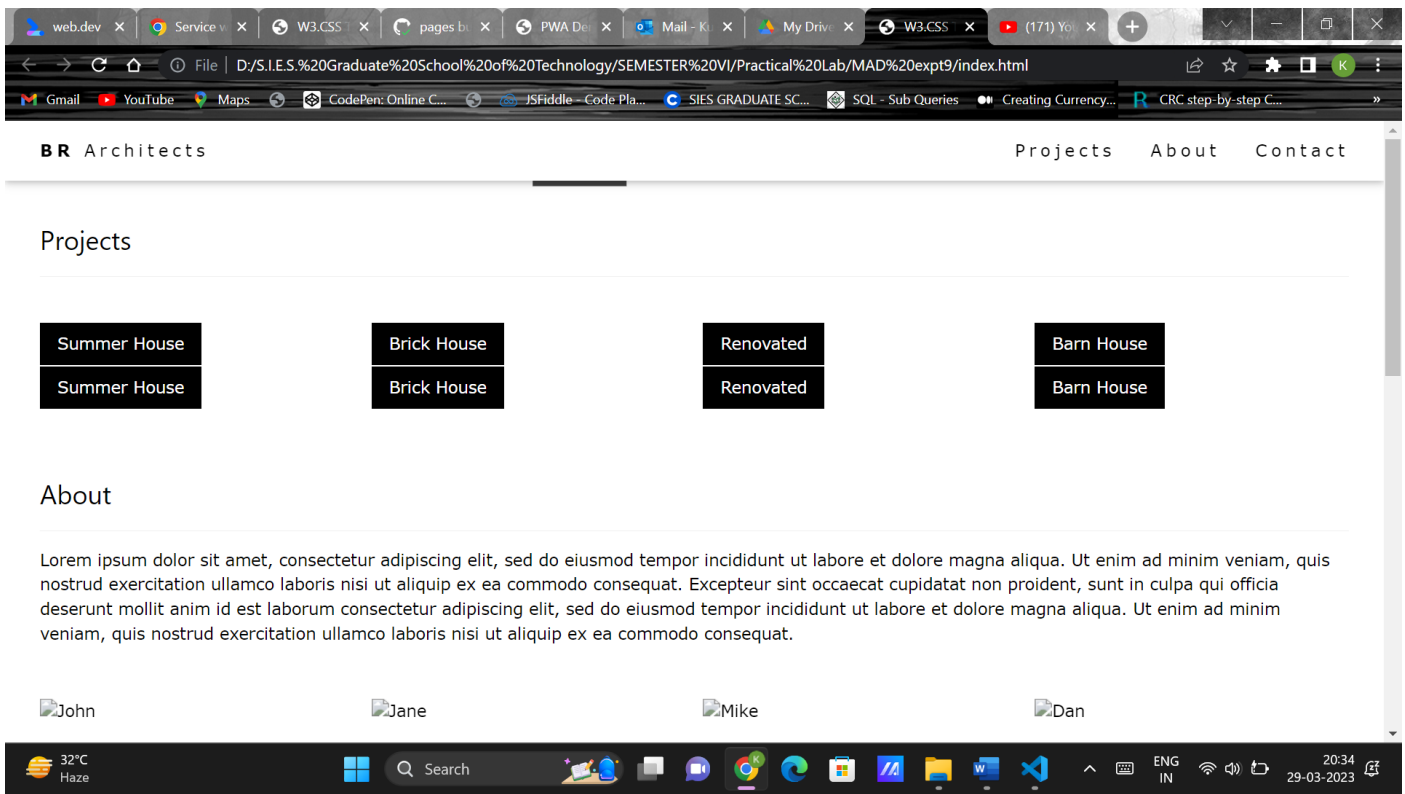 web.dev Service w W3.CSS T pages bu PWA De Mail - Ku My Drive W3.CSS T (171) Yo
File D:/S.I.E.S.%20Graduate%20School%20of%20Technology/SEMESTER%20VI/Practical%20Lab/MAD%20expt9/index.html K
Gmail YouTube Maps CodePen: Online C... JSFiddle - Code Pla... SIES GRADUATE SC... SQL - Sub Queries Creating Currency... CRC step-by-step C... »
BR Architects Projects About Contact
Projects
Summer House Brick House Renovated Barn House
Summer House Brick House Renovated Barn House
About
Lorem ipsum dolor sit amet, consectetur adipiscing elit, sed do eiusmod tempor incididunt ut labore et dolore magna aliqua. Ut enim ad minim veniam, quis
nostrud exercitation ullamco laboris nisi ut aliquip ex ea commodo consequat. Excepteur sint occaecat cupidatat non proident, sunt in culpa qui officia
deserunt mollit anim id est laborum consectetur adipiscing elit, sed do eiusmod tempor incididunt ut labore et dolore magna aliqua. Ut enim ad minim
veniam, quis nostrud exercitation ullamco laboris nisi ut aliquip ex ea commodo consequat.
John Jane Mike Dan
32°C Search ENG 20:34
Haze IN 29-03-2023